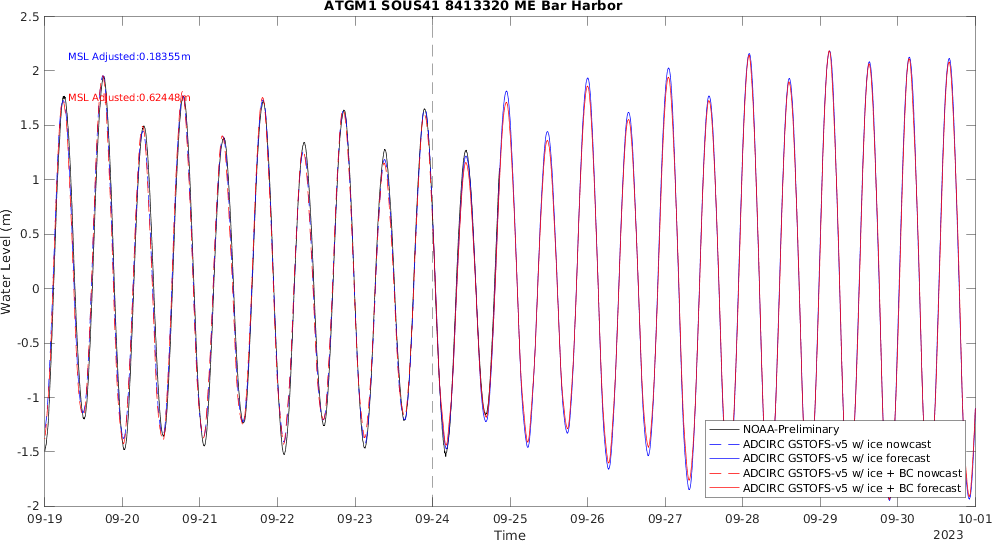 ATGM1 SOUS41 8413320 ME Bar Harbor
2.5
2
1.5
1
0.5
0
-0.5
-1
-1.5
-2
Water Level (m)
MSL Adjusted:0.18355m
MSL Adjusted:0.62448m
NOAA-Preliminary
ADCIRC GSTOFS-v5 w/ ice nowcast
ADCIRC GSTOFS-v5 w/ ice forecast
ADCIRC GSTOFS-v5 w/ ice + BC nowcast
ADCIRC GSTOFS-v5 w/ ice + BC forecast
09-19 09-20 09-21 09-22 09-23 09-24 09-25 09-26 09-27 09-28 09-29 09-30 10-01
Time
2023